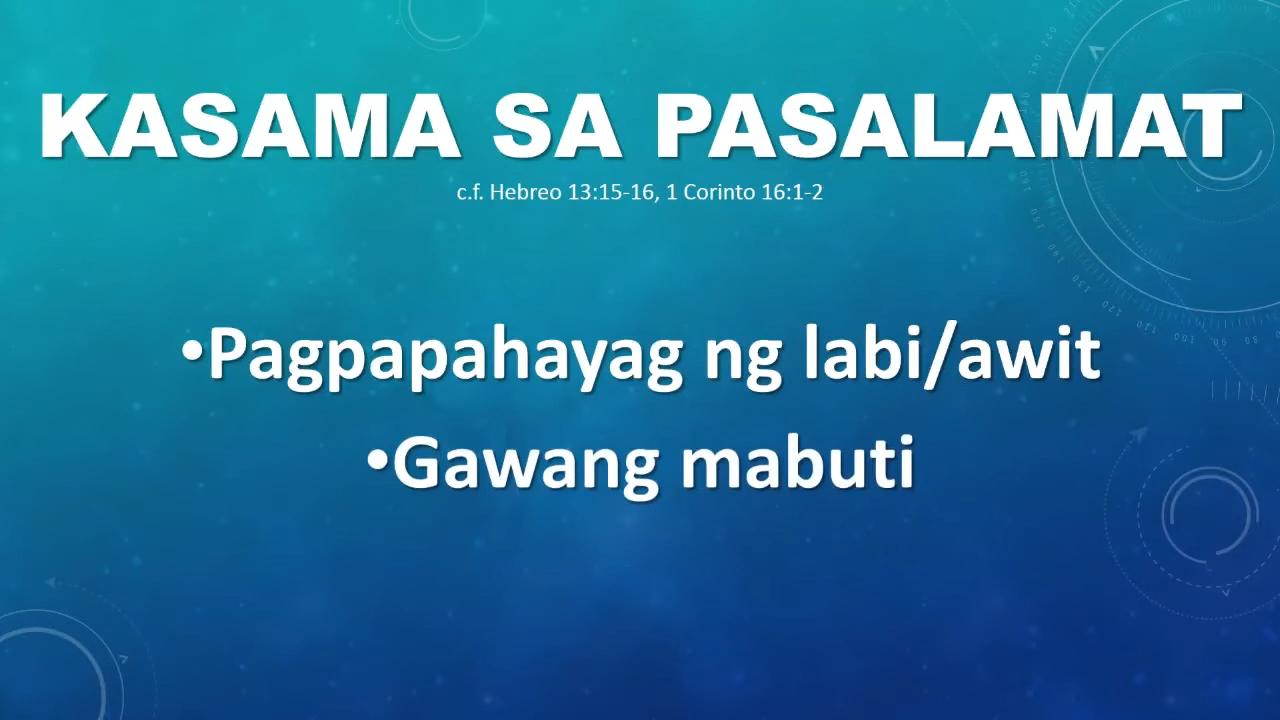 KASAMA SA PASALAMAT
c.f. Hebreo 13:15-16, 1 Corinto 16:1-2
•Pagpapahayag ng labi/awit
•Gawang mabuti